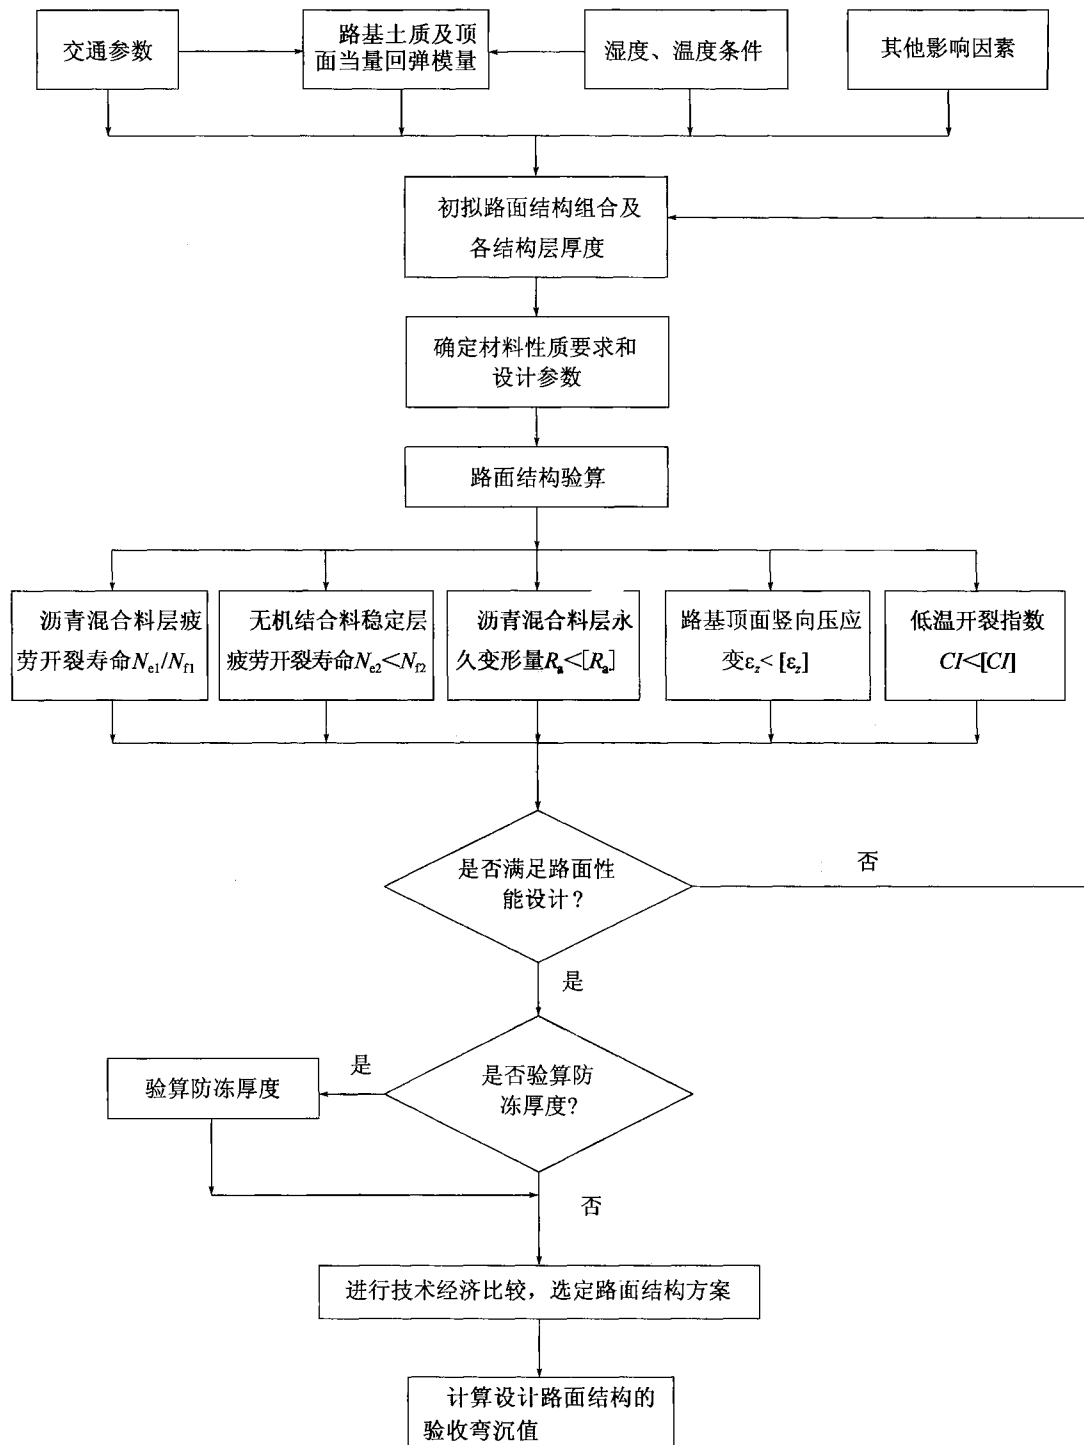 交通参数
路基土质及顶
面当量回弹模量
湿度、温度条件
其他影响因素
初拟路面结构组合及
各结构层厚度
确定材料性质要求和
设计参数
路面结构验算
沥青混合料层疲
劳开裂寿命Ne1/Nf1
无机结合料稳定层
疲劳开裂寿命Ne2<Nf2
沥青混合料层永
久变形量Ra<[Ra]
路基顶面竖向压应
变εz<[εz]
低温开裂指数
CI<[CI]
是否满足路面性
能设计?
否
是
是否验算防
冻厚度?
是
验算防冻厚度
否
进行技术经济比较，选定路面结构方案
计算设计路面结构的
验收弯沉值